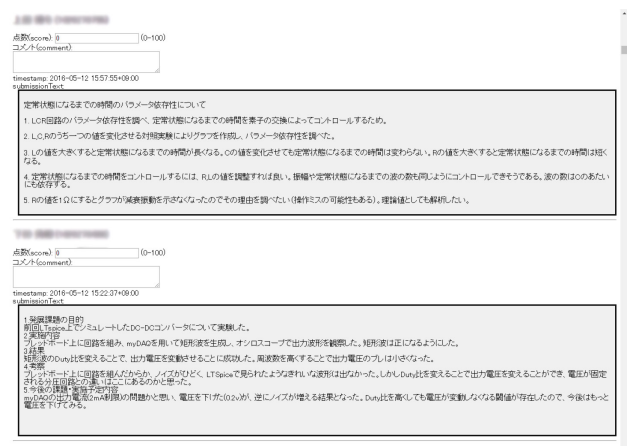 点数(score): 0 (0-100)
コメント(comment):
timestamp: 2016-05-12 15:57:55+09:00
submissionText:
定常状態になるまでの時間のパラメータ依存性について
1. LCR回路のパラメータ依存性を調べ、定常状態になるまでの時間を素子の交換によってコントロールするため。
2. L,C,Rのうち一つの値を変化させる対照実験によりグラフを作成し、パラメータ依存性を調べた。
3. Lの値を大きくすると定常状態になるまでの時間が長くなる。Cの値を変化させても定常状態になるまでの時間は変わらない。Rの値を大きくすると定常状態になるまでの時間は短く
なる。
4. 定常状態になるまでの時間をコントロールするには、R,Lの値を調整すれば良い。振幅や定常状態になるまでの波の数も同じようにコントロールできそうである。波の数はCのあたい
にも依存する。
5. Rの値を1Ωにするとグラフが減衰振動を示さなくなったのでその理由を調べたい(操作ミスの可能性もある)。理論値としても解析したい。
点数(score): 0 (0-100)
コメント(comment):
timestamp: 2016-05-12 15:22:37+09:00
submissionText:
1.発展課題の目的
前回LTspice上でシミュレートしたDC-DCコンバータについて実験した。
2.実施内容
ブレッドボード上に回路を組み、myDAQを用いて矩形波を生成し、オシロスコープで出力波形を観察した。矩形波は正になるようにした。
3.結果
矩形波のDuty比を変えることで、出力電圧を変動させることに成功した。周波数を高くすることで出力電圧のブレは小さくなった。
4.考察
ブレッドボード上に回路を組んだからか、ノイズがひどく、LTSpiceで見られたようなきれいな波形は出なかった。しかしDuty比を変えることで出力電圧を変えることができ、電圧が固定
される分圧回路との違いはここにあるのかと思った。
5.今後の課題・実施予定内容
myDAQの出力電流(2mA制限)の問題かと思い、電圧を下げた(0.2v)が、逆にノイズが増える結果となった。Duty比を高くしても電圧が変動しなくなる閾値が存在したので、今後はもっと
電圧を下げてみる。